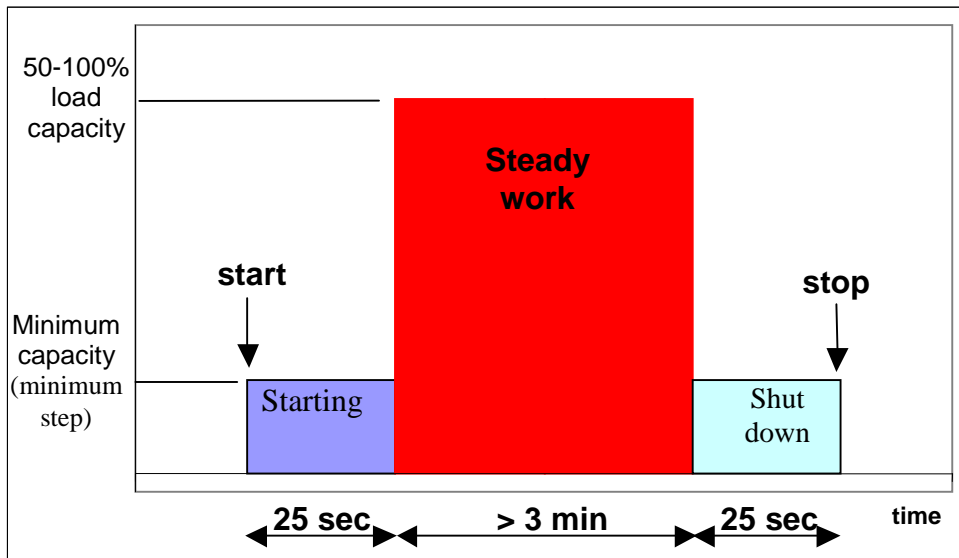 50-100%
load
capacity
Steady
work
start
stop
Minimum
capacity
(minimum
step)
Starting
Shut
down
25 sec
> 3 min
25 sec
time